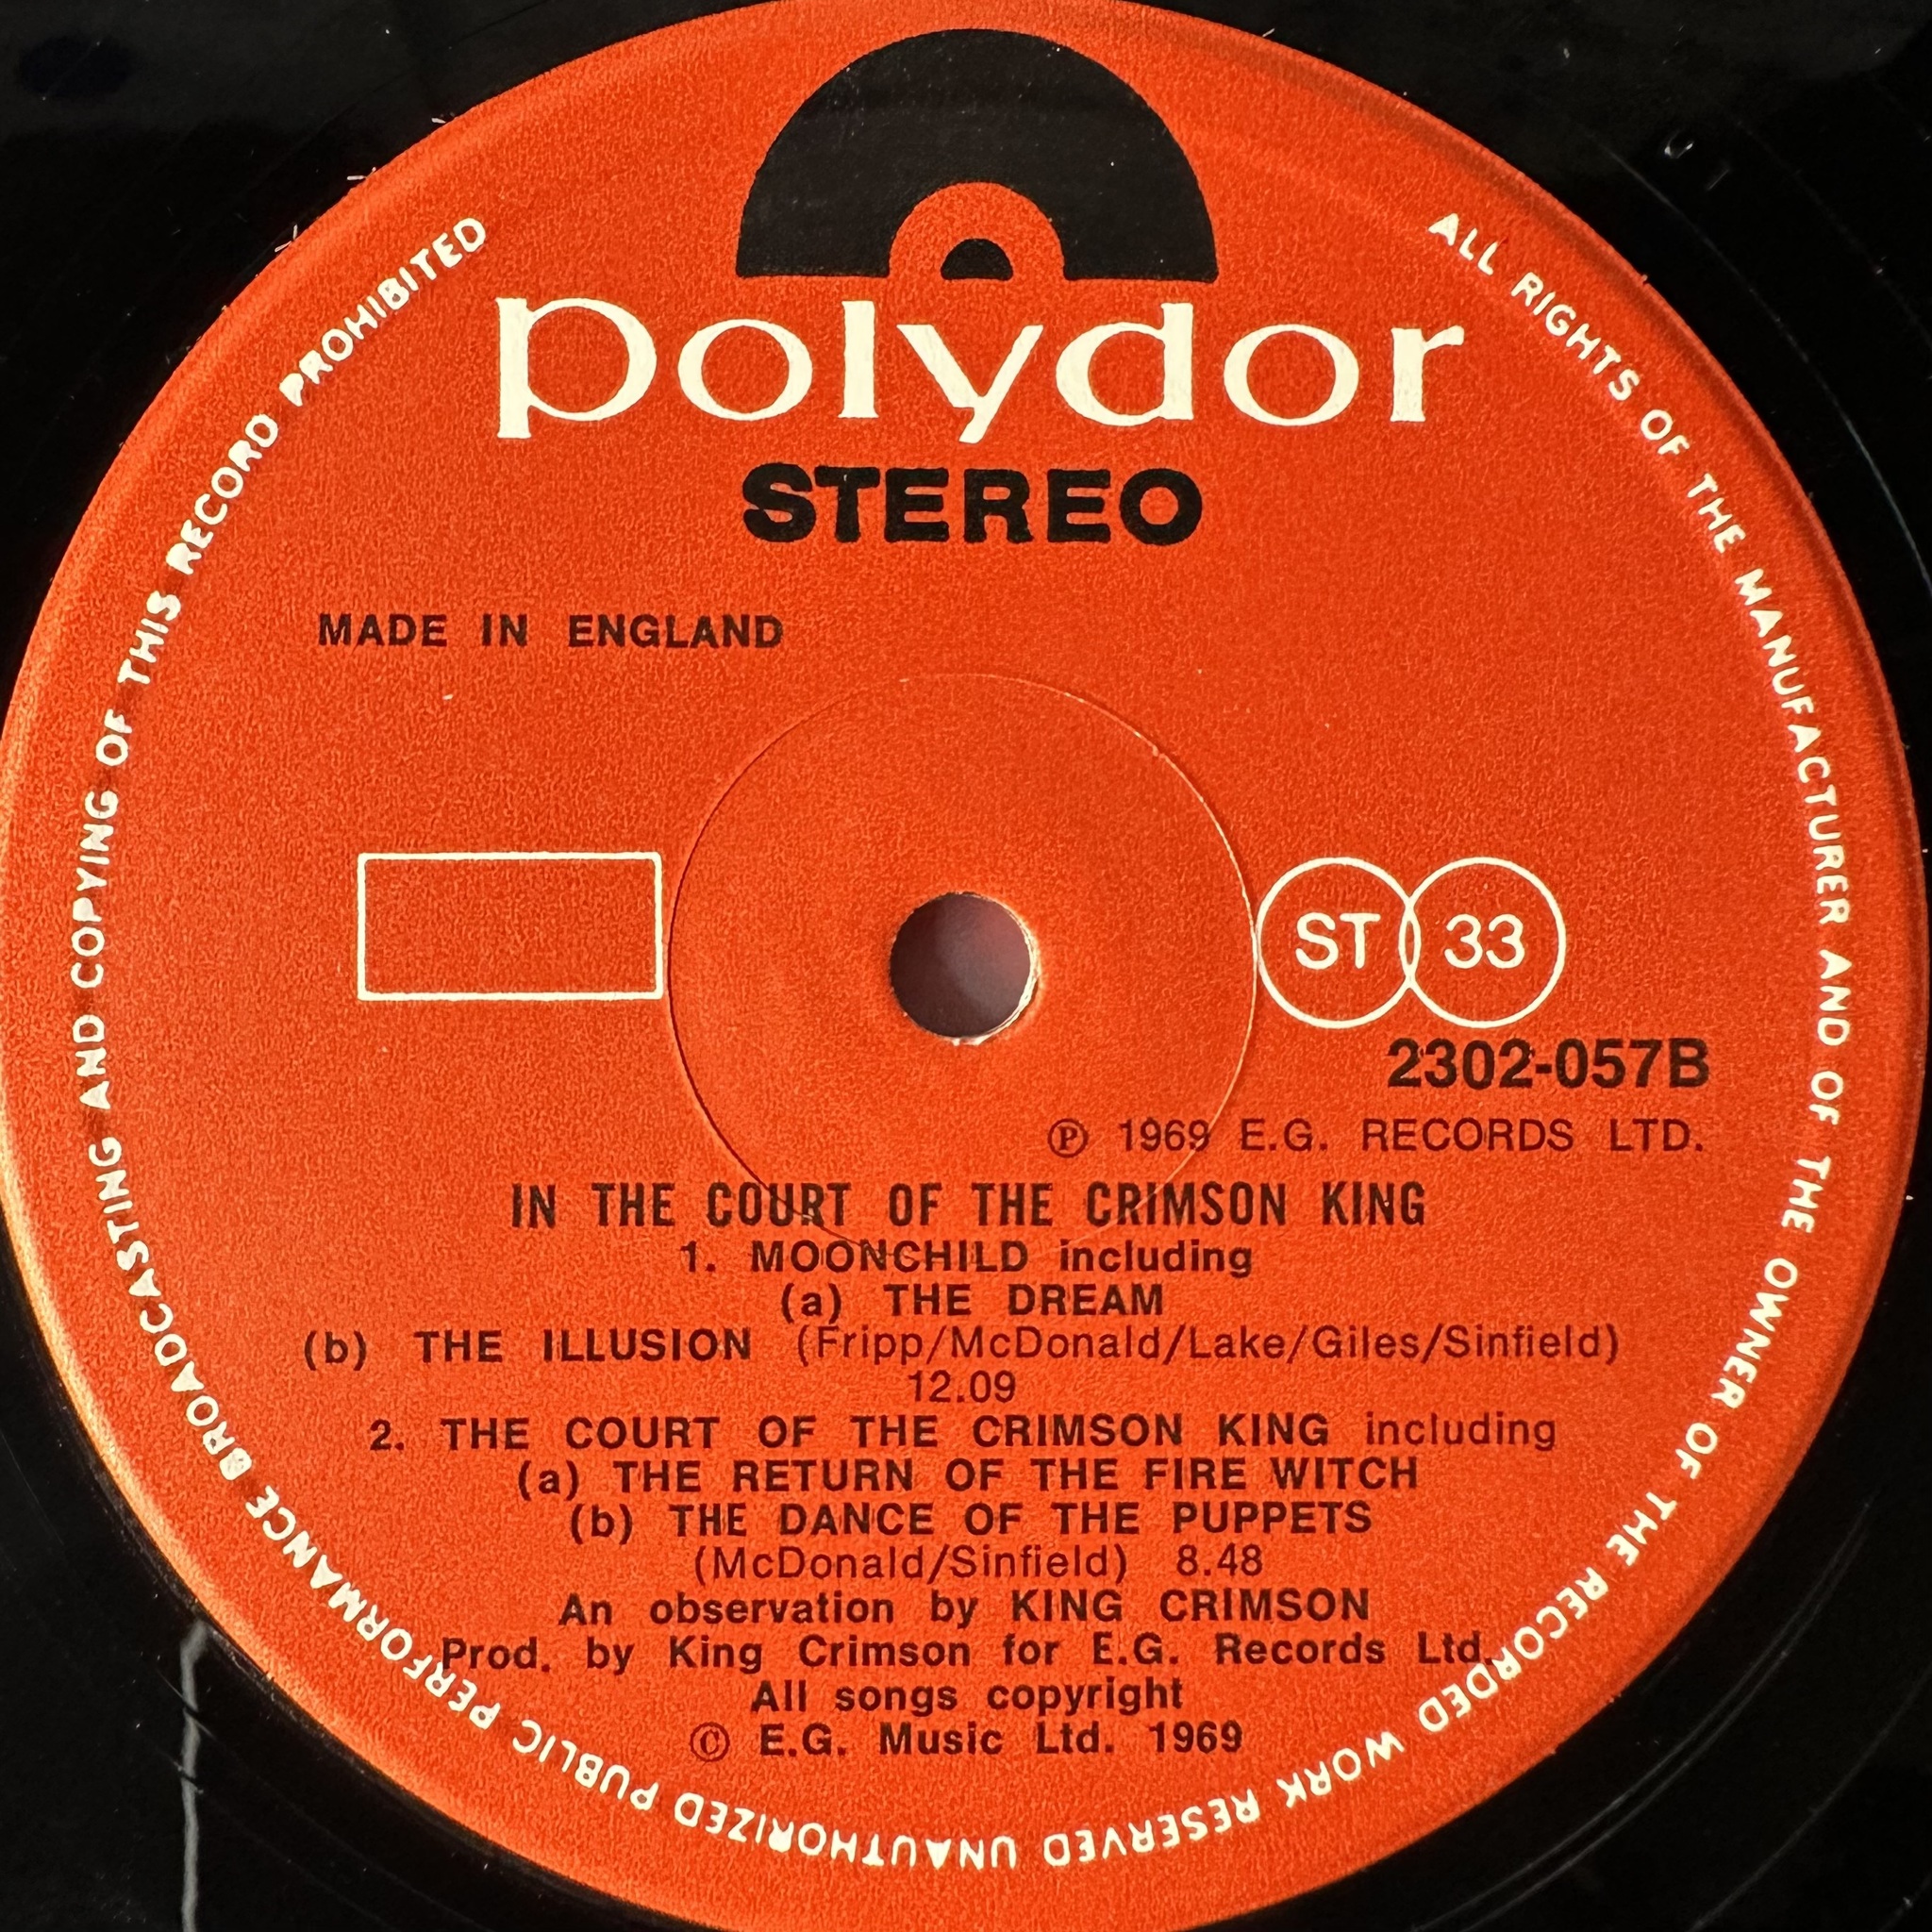 polydor
STEREO
MADE IN ENGLAND
ST 33
2302-057B
℗ 1969 E.G. RECORDS LTD.
IN THE COURT OF THE CRIMSON KING
1. MOONCHILD including
(a) THE DREAM
(b) THE ILLUSION (Fripp/McDonald/Lake/Giles/Sinfield)
12.09
2. THE COURT OF THE CRIMSON KING including
(a) THE RETURN OF THE FIRE WITCH
(b) THE DANCE OF THE PUPPETS
(McDonald/Sinfield) 8.48
An observation by KING CRIMSON
Prod. by King Crimson for E.G. Records Ltd.
All songs copyright
© E.G. Music Ltd. 1969
ALL RIGHTS OF THE MANUFACTURER AND OF THE OWNER OF THE RECORDED WORK RESERVED UNAUTHORIZED PUBLIC PERFORMANCE BROADCASTING AND COPYING OF THIS RECORD PROHIBITED